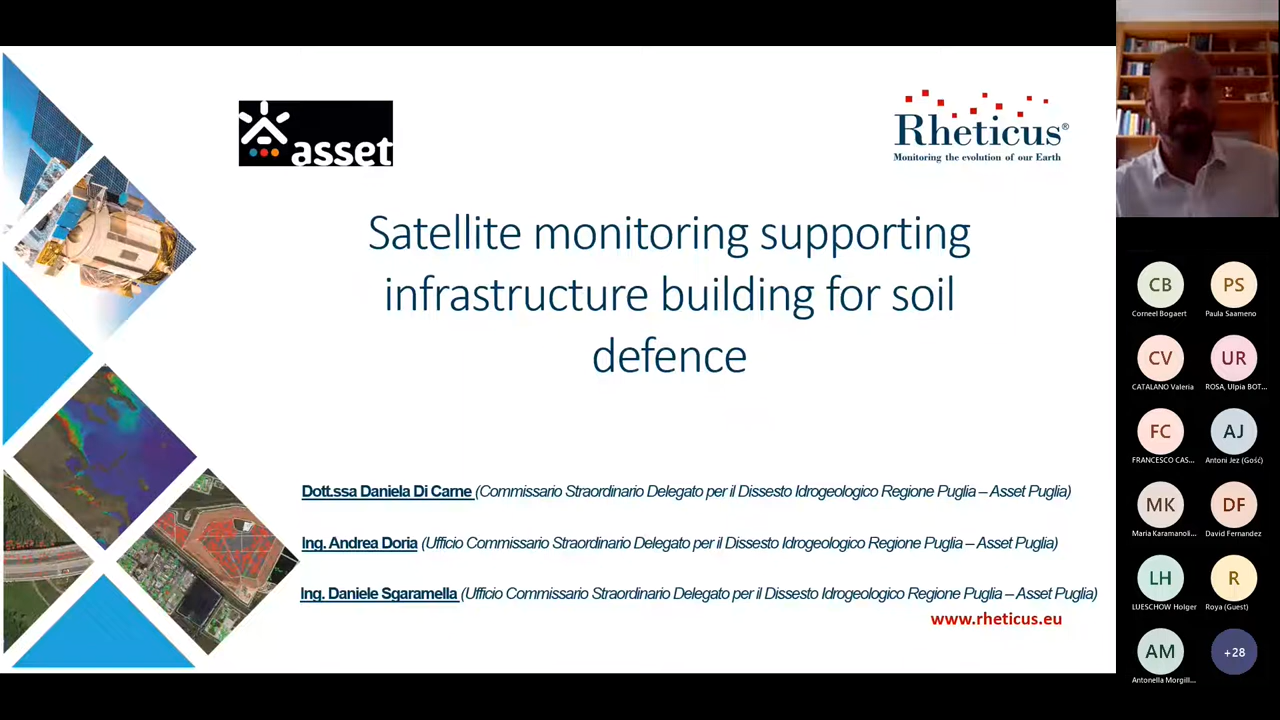 asset
Rheticus®
Monitoring the evolution of our Earth
Satellite monitoring supporting
infrastructure building for soil
defence
Dott.ssa Daniela Di Carne (Commissario Straordinario Delegato per il Dissesto Idrogeologico Regione Puglia – Asset Puglia)
Ing. Andrea Doria (Ufficio Commissario Straordinario Delegato per il Dissesto Idrogeologico Regione Puglia – Asset Puglia)
Ing. Daniele Sgaramella (Ufficio Commissario Straordinario Delegato per il Dissesto Idrogeologico Regione Puglia – Asset Puglia)
www.rheticus.eu
CB
PS
Corneel Bogaert
Paula Saameno
CV
UR
CATALANO Valeria
ROSA, Ulpia BOT...
FC
AJ
FRANCESCO CAS...
Antoni Jez (Gość)
MK
DF
Maria Karamanoli...
David Fernandez
LH
R
LUESCHOW Holger
Roya (Guest)
AM
+28
Antonella Morgill...